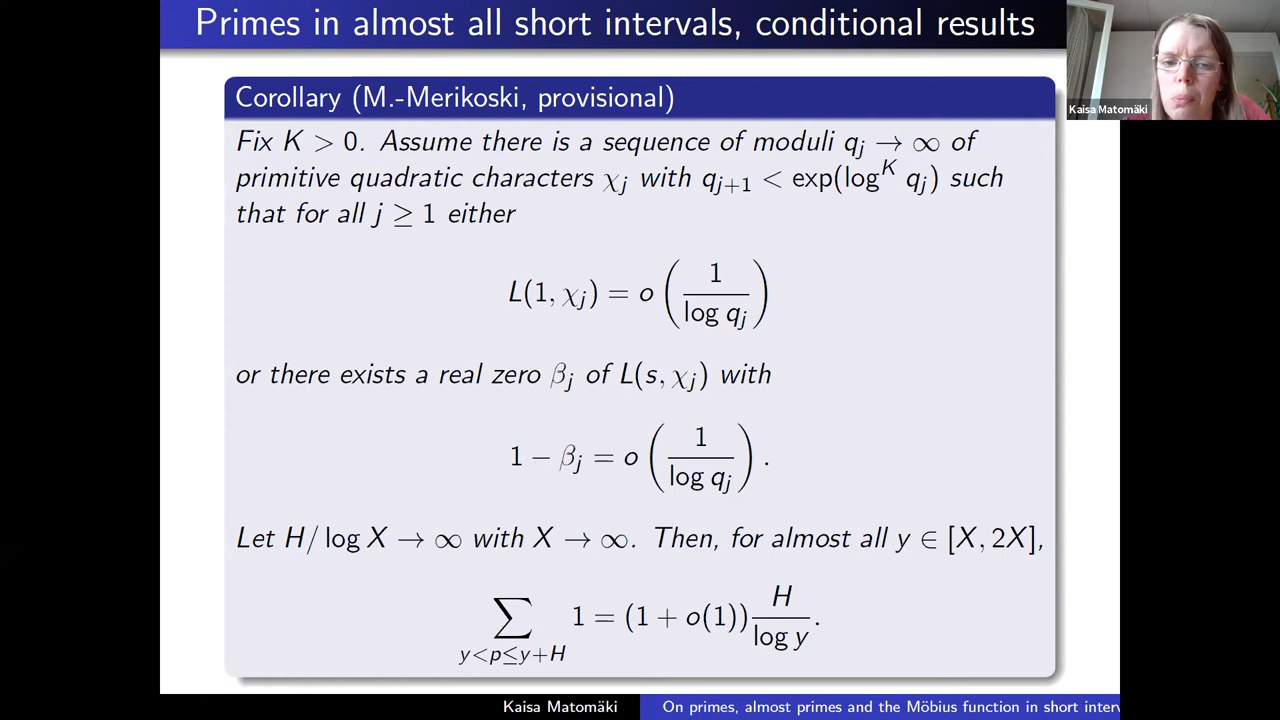 Primes in almost all short intervals, conditional results
Kaisa Matomäki
Corollary (M.-Merikoski, provisional)
Fix K > 0. Assume there is a sequence of moduli q_j → ∞ of
primitive quadratic characters χ_j with q_{j+1} < exp(log^K q_j) such
that for all j ≥ 1 either
L(1, χ_j) = o(1/log q_j)
or there exists a real zero β_j of L(s, χ_j) with
1 − β_j = o(1/log q_j).
Let H/ log X → ∞ with X → ∞. Then, for almost all y ∈ [X, 2X],
∑_{y<p≤y+H} 1 = (1 + o(1)) H/log y.
Kaisa Matomäki
On primes, almost primes and the Möbius function in short inter